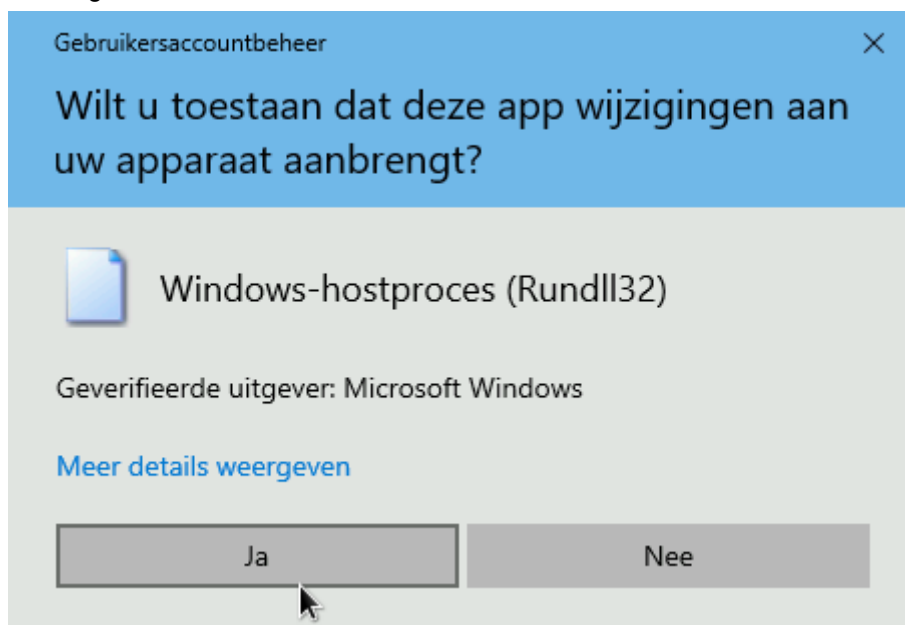 Gebruikersaccountbeheer
Wilt u toestaan dat deze app wijzigingen aan
uw apparaat aanbrengt?
Windows-hostproces (Rundll32)
Geverifieerde uitgever: Microsoft Windows
Meer details weergeven
Ja
Nee